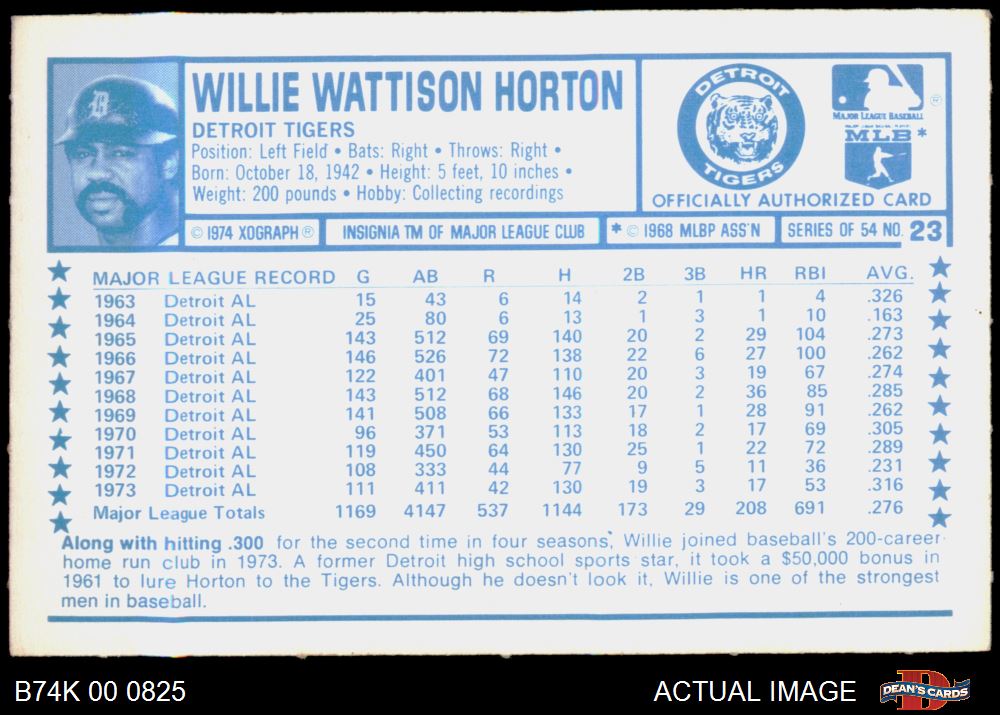 WILLIE WATTISON HORTON
DETROIT TIGERS
Position: Left Field • Bats: Right • Throws: Right •
Born: October 18, 1942 • Height: 5 feet, 10 inches •
Weight: 200 pounds • Hobby: Collecting recordings
DETROIT
TIGERS
®
MAJOR LEAGUE BASEBALL
MLB*
OFFICIALLY AUTHORIZED CARD
© 1974 XOGRAPH ® INSIGNIA TM OF MAJOR LEAGUE CLUB * © 1968 MLBP ASS'N SERIES OF 54 NO. 23
MAJOR LEAGUE RECORD G AB R H 2B 3B HR RBI AVG.
1963 Detroit AL 15 43 6 14 2 1 1 4 .326
1964 Detroit AL 25 80 6 13 1 3 1 10 .163
1965 Detroit AL 143 512 69 140 20 2 29 104 .273
1966 Detroit AL 146 526 72 138 22 6 27 100 .262
1967 Detroit AL 122 401 47 110 20 3 19 67 .274
1968 Detroit AL 143 512 68 146 20 2 36 85 .285
1969 Detroit AL 141 508 66 133 17 1 28 91 .262
1970 Detroit AL 96 371 53 113 18 2 17 69 .305
1971 Detroit AL 119 450 64 130 25 1 22 72 .289
1972 Detroit AL 108 333 44 77 9 5 11 36 .231
1973 Detroit AL 111 411 42 130 19 3 17 53 .316
Major League Totals 1169 4147 537 1144 173 29 208 691 .276
Along with hitting .300 for the second time in four seasons, Willie joined baseball's 200-career
home run club in 1973. A former Detroit high school sports star, it took a $50,000 bonus in
1961 to lure Horton to the Tigers. Although he doesn't look it, Willie is one of the strongest
men in baseball.
B74K 00 0825 ACTUAL IMAGE DEAN'S CARDS